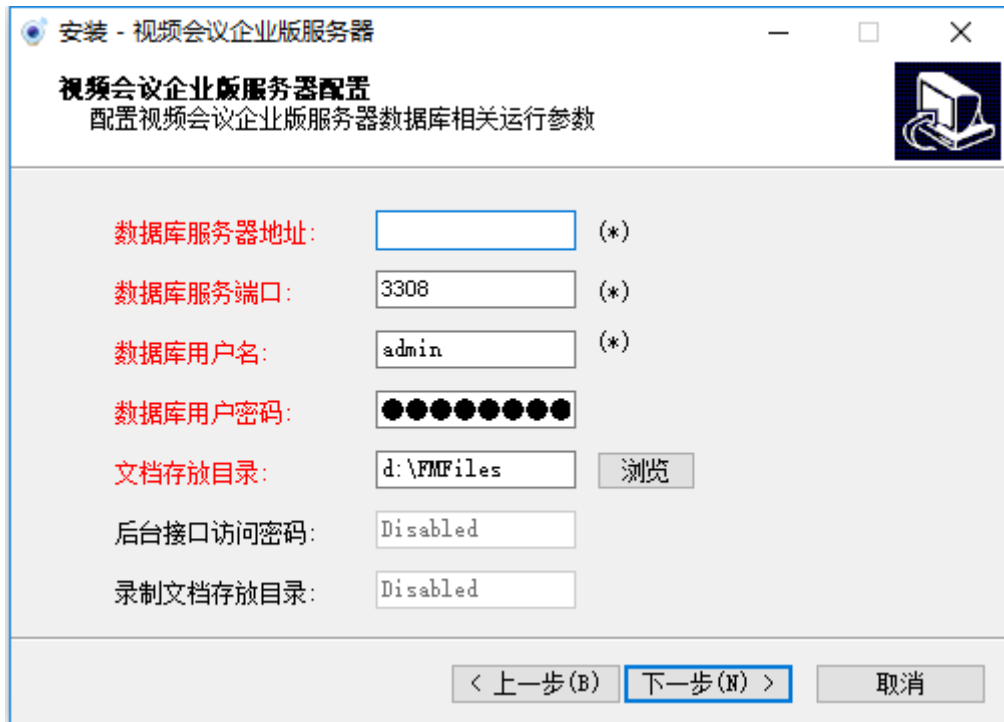 安装 - 视频会议企业版服务器
视频会议企业版服务器配置
配置视频会议企业版服务器数据库相关运行参数
数据库服务器地址: (*)
数据库服务端口: 3308 (*)
数据库用户名: admin (*)
数据库用户密码: ●●●●●●●●
文档存放目录: d:\FMFiles 浏览
后台接口访问密码: Disabled
录制文档存放目录: Disabled
< 上一步(B) 下一步(N) > 取消